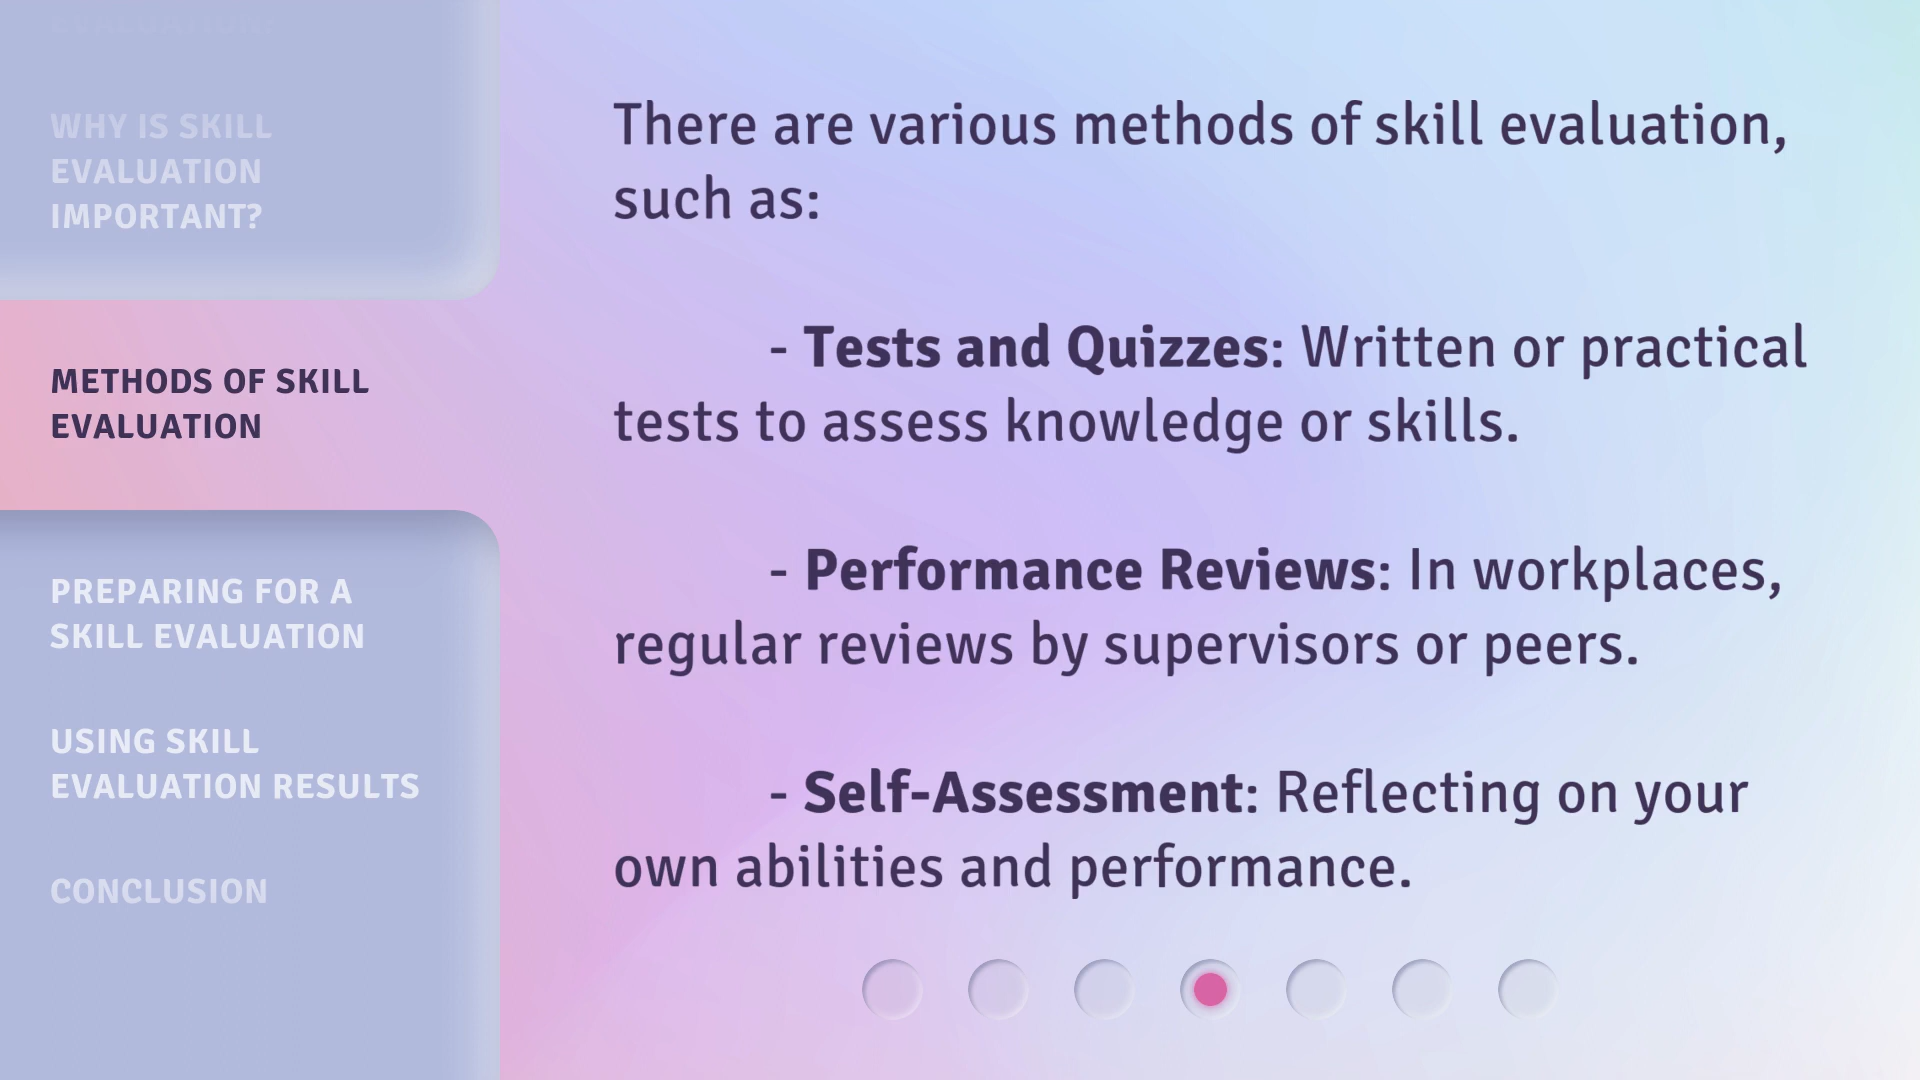 WHY IS SKILL
EVALUATION
IMPORTANT?
METHODS OF SKILL
EVALUATION
PREPARING FOR A
SKILL EVALUATION
USING SKILL
EVALUATION RESULTS
CONCLUSION
There are various methods of skill evaluation,
such as:
- Tests and Quizzes: Written or practical
tests to assess knowledge or skills.
- Performance Reviews: In workplaces,
regular reviews by supervisors or peers.
- Self-Assessment: Reflecting on your
own abilities and performance.